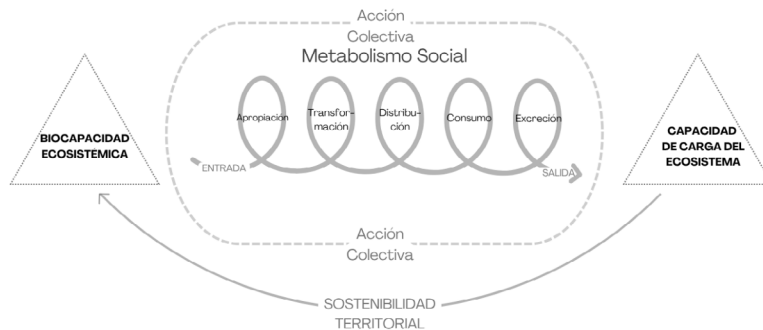 Acción
Colectiva
Metabolismo Social
Apropiación
Transfor-
mación
Distribu-
ción
Consumo
Excreción
BIOCAPACIDAD
ECOSISTEMICA
CAPACIDAD
DE CARGA DEL
ECOSISTEMA
ENTRADA
SALIDA
Acción
Colectiva
SOSTENIBILIDAD
TERRITORIAL